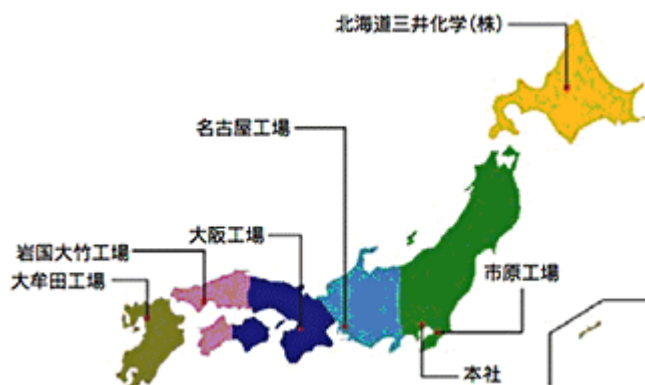 北海道三井化学(株)
名古屋工場
大阪工場
岩国大竹工場
大牟田工場
市原工場
本社